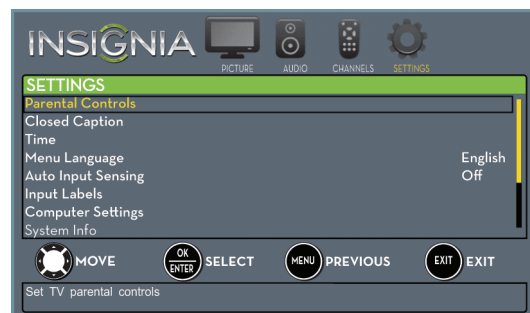 INSIGNIA
PICTURE AUDIO CHANNELS SETTINGS
SETTINGS
Parental Controls
Closed Caption
Time
Menu Language English
Auto Input Sensing Off
Input Labels
Computer Settings
System Info
MOVE OK ENTER SELECT MENU PREVIOUS EXIT EXIT
Set TV parental controls